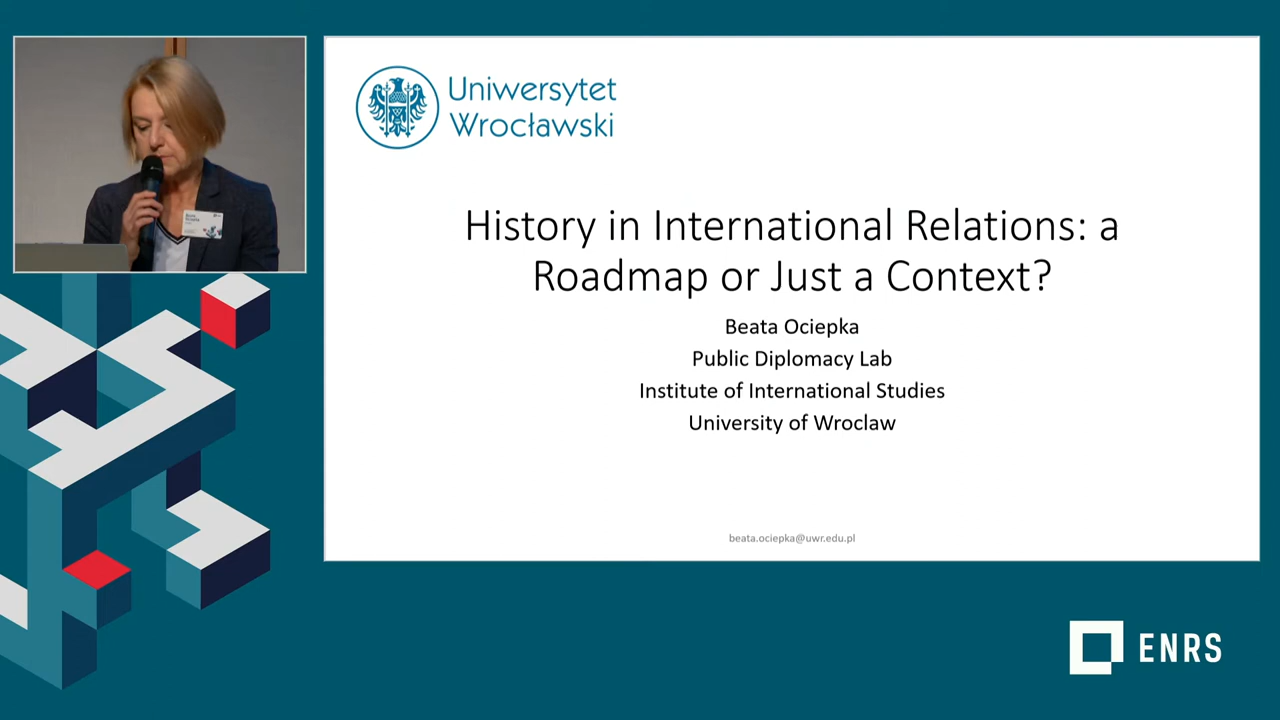 Uniwersytet
Wrocławski
History in International Relations: a
Roadmap or Just a Context?
Beata Ociepka
Public Diplomacy Lab
Institute of International Studies
University of Wroclaw
beata.ociepka@uwr.edu.pl
ENRS